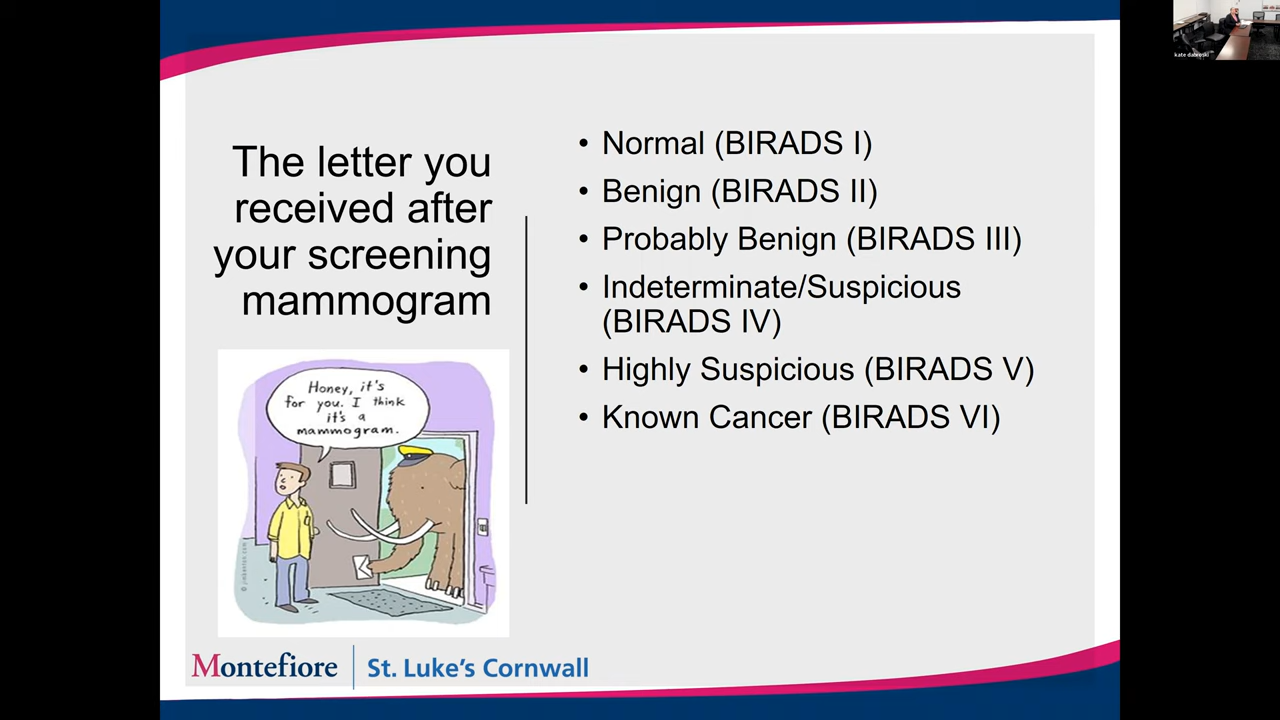 The letter you
received after
your screening
mammogram
• Normal (BIRADS I)
• Benign (BIRADS II)
• Probably Benign (BIRADS III)
• Indeterminate/Suspicious
(BIRADS IV)
• Highly Suspicious (BIRADS V)
• Known Cancer (BIRADS VI)
Honey, it's
for you. I think
it's a
mammogram.
Montefiore
St. Luke's Cornwall